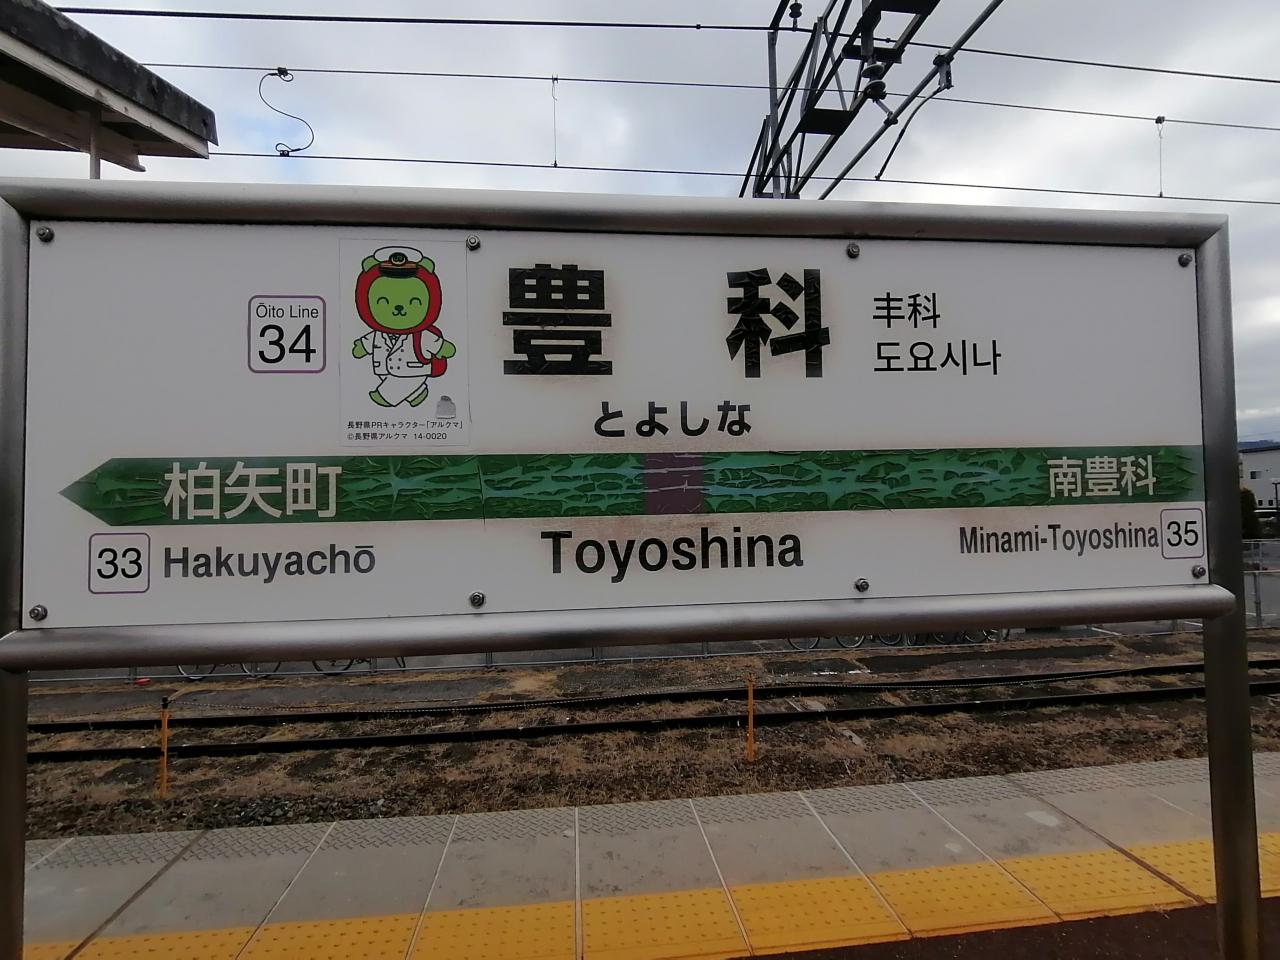 Ōito Line
34
長野県PRキャラクター「アルクマ」
©長野県アルクマ 14-0020
豊科
丰科
도요시나
とよしな
柏矢町
南豊科
33 Hakuyachō
Toyoshina
Minami-Toyoshina 35